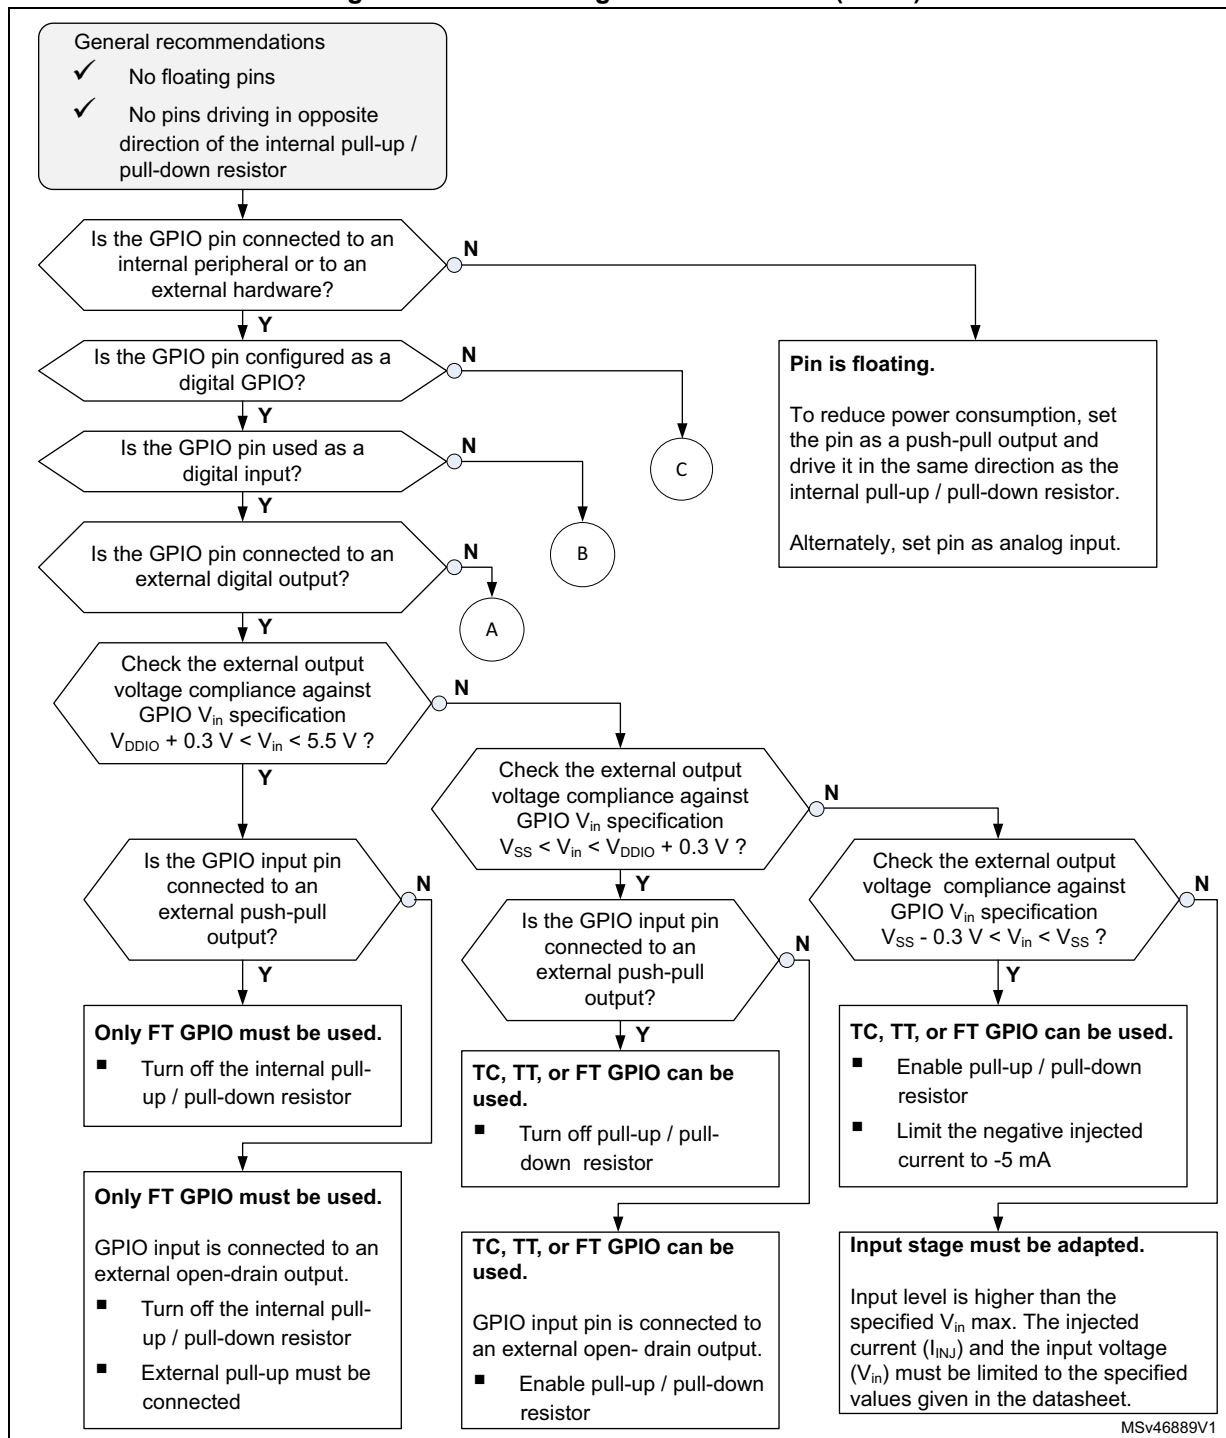 General recommendations
✓ No floating pins
✓ No pins driving in opposite
direction of the internal pull-up /
pull-down resistor
Is the GPIO pin connected to an
internal peripheral or to an
external hardware?
N
Y
Is the GPIO pin configured as a
digital GPIO?
N
Y
Pin is floating.
To reduce power consumption, set
the pin as a push-pull output and
drive it in the same direction as the
internal pull-up / pull-down resistor.
Alternately, set pin as analog input.
Is the GPIO pin used as a
digital input?
N
Y
C
Is the GPIO pin connected to an
external digital output?
N
Y
B
A
Check the external output
voltage compliance against
GPIO Vin specification
VDDIO + 0.3 V < Vin < 5.5 V ?
N
Y
Check the external output
voltage compliance against
GPIO Vin specification
VSS < Vin < VDDIO + 0.3 V ?
N
Y
Check the external output
voltage compliance against
GPIO Vin specification
VSS - 0.3 V < Vin < VSS ?
N
Y
Is the GPIO input pin
connected to an
external push-pull
output?
N
Y
Is the GPIO input pin
connected to an
external push-pull
output?
N
Y
Only FT GPIO must be used.
■ Turn off the internal pull-
up / pull-down resistor
TC, TT, or FT GPIO can be
used.
■ Turn off pull-up / pull-
down resistor
TC, TT, or FT GPIO can be used.
■ Enable pull-up / pull-down
resistor
■ Limit the negative injected
current to -5 mA
Only FT GPIO must be used.
GPIO input is connected to an
external open-drain output.
■ Turn off the internal pull-
up / pull-down resistor
■ External pull-up must be
connected
TC, TT, or FT GPIO can be
used.
GPIO input pin is connected to
an external open- drain output.
■ Enable pull-up / pull-down
resistor
Input stage must be adapted.
Input level is higher than the
specified Vin max. The injected
current (IINJ) and the input voltage
(Vin) must be limited to the specified
values given in the datasheet.
MSv46889V1